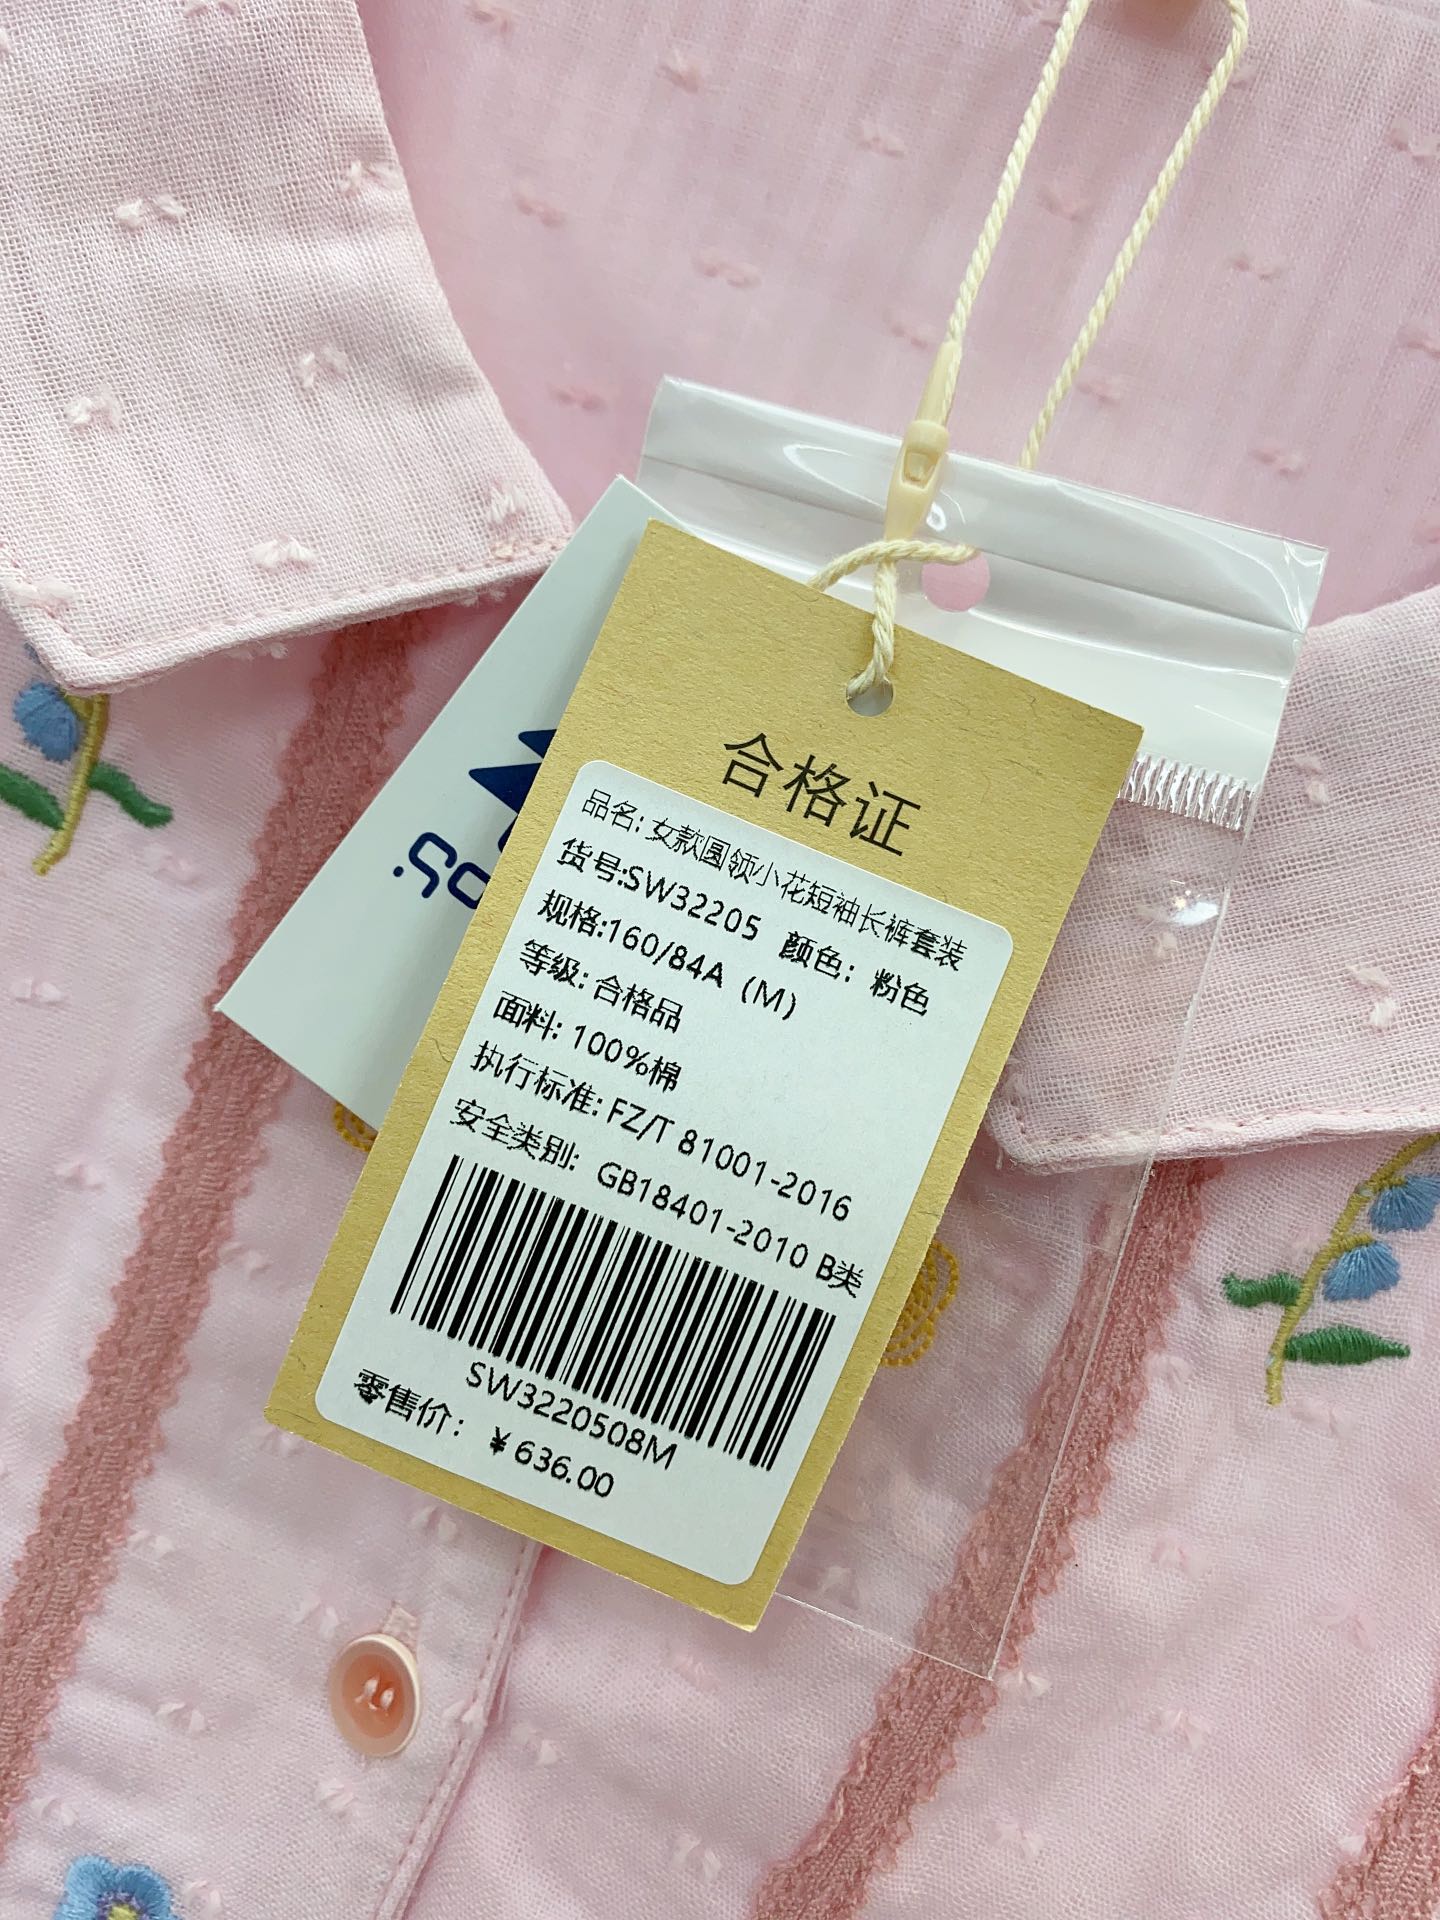 合格证
品名: 女款圆领小花短袖长裤套装
货号:SW32205 颜色: 粉色
规格:160/84A (M)
等级: 合格品
面料: 100%棉
执行标准: FZ/T 81001-2016
安全类别: GB18401-2010 B类
SW3220508M
零售价: ¥636.00